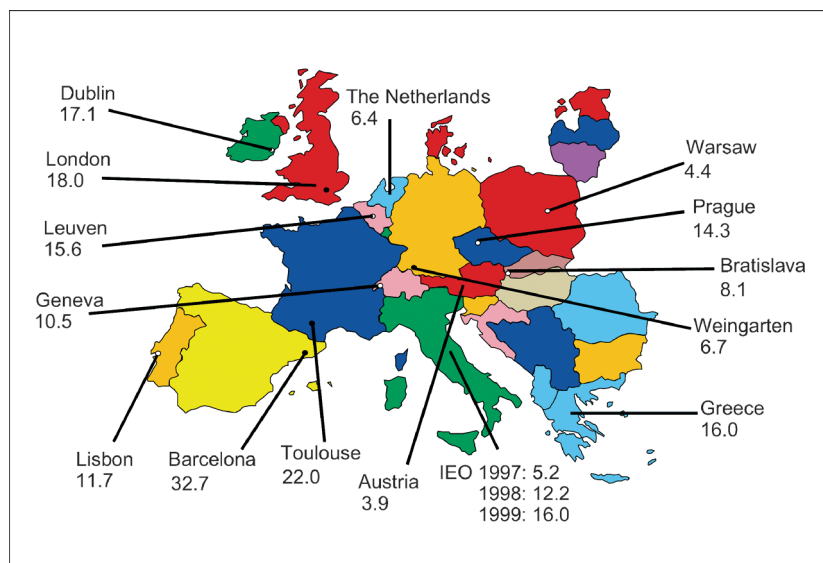 Dublin
17.1
London
18.0
Leuven
15.6
Geneva
10.5
Lisbon
11.7
Barcelona
32.7
Toulouse
22.0
Austria
3.9
IEO 1997: 5.2
1998: 12.2
1999: 16.0
The Netherlands
6.4
Warsaw
4.4
Prague
14.3
Bratislava
8.1
Weingarten
6.7
Greece
16.0